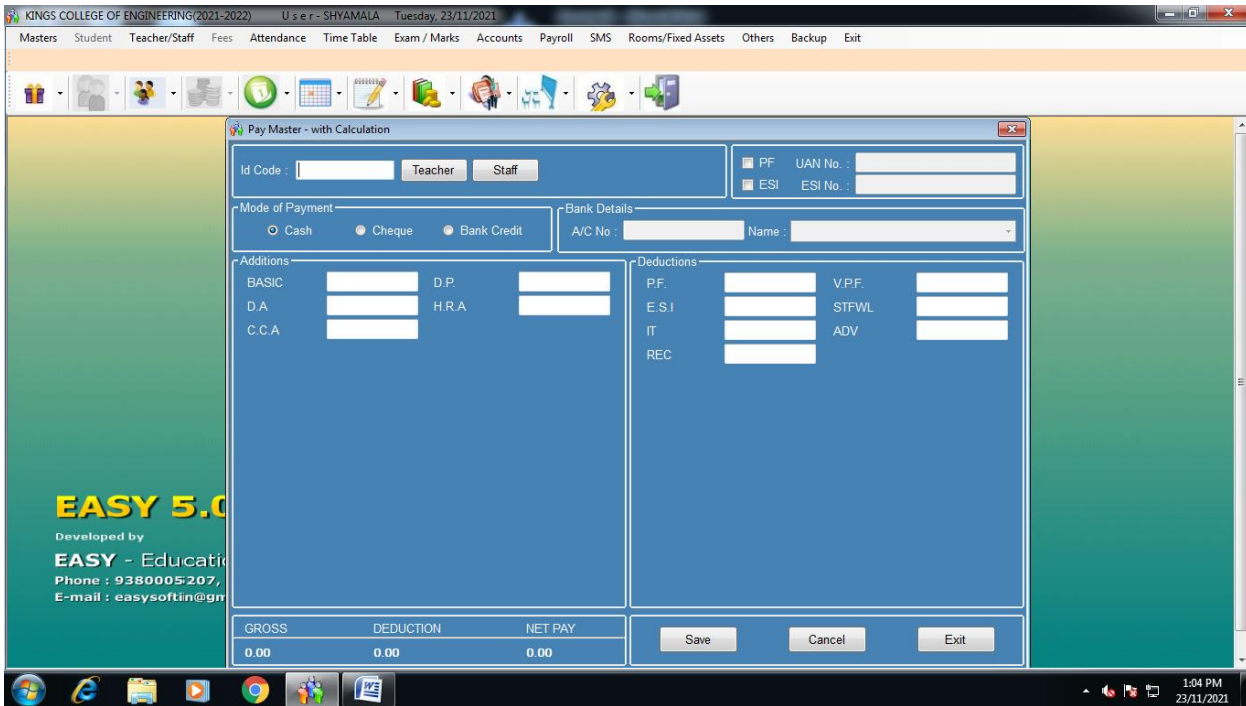 KINGS COLLEGE OF ENGINEERING(2021-2022) U s e r - SHYAMALA Tuesday, 23/11/2021
Masters Student Teacher/Staff Fees Attendance Time Table Exam / Marks Accounts Payroll SMS Rooms/Fixed Assets Others Backup Exit
Pay Master - with Calculation
Id Code : Teacher Staff
PF UAN No. :
ESI ESI No. :
Mode of Payment
Cash Cheque Bank Credit
Bank Details
A/C No : Name :
Additions
BASIC D.P.
D.A H.R.A
C.C.A
Deductions
P.F. V.P.F.
E.S.I STFWL
IT ADV
REC
EASY 5.0
Developed by
EASY - Educatio
Phone : 9380005207,
E-mail : easysoftiin@gm
GROSS DEDUCTION NET PAY
0.00 0.00 0.00
Save Cancel Exit
1:04 PM
23/11/2021